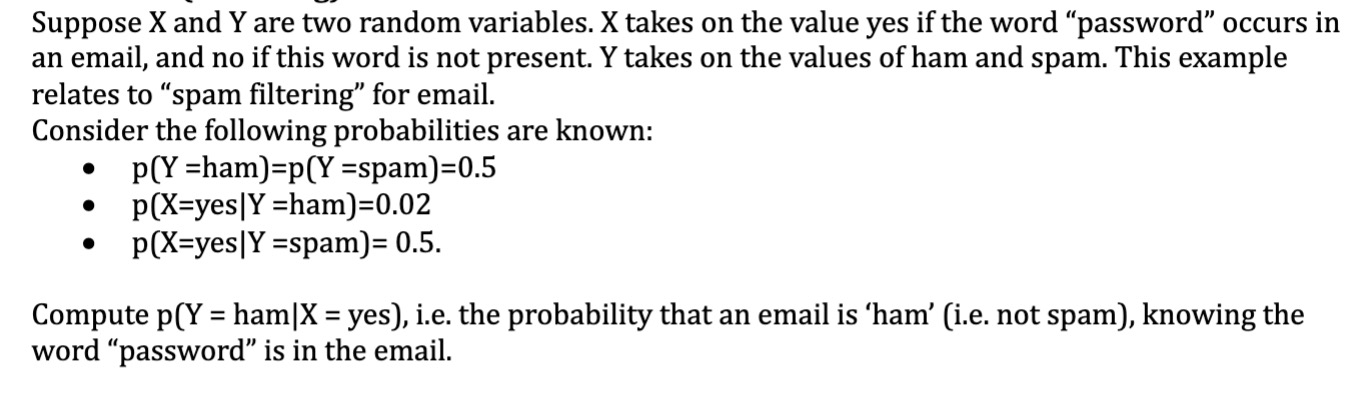 Suppose X and Y are two random variables. X takes on the value yes if the word “password” occurs in
an email, and no if this word is not present. Y takes on the values of ham and spam. This example
relates to “spam filtering” for email.
Consider the following probabilities are known:
• p(Y =ham)=p(Y =spam)=0.5
• p(X=yes|Y =ham)=0.02
• p(X=yes|Y =spam)= 0.5.
Compute p(Y = ham|X = yes), i.e. the probability that an email is ‘ham’ (i.e. not spam), knowing the
word “password” is in the email.